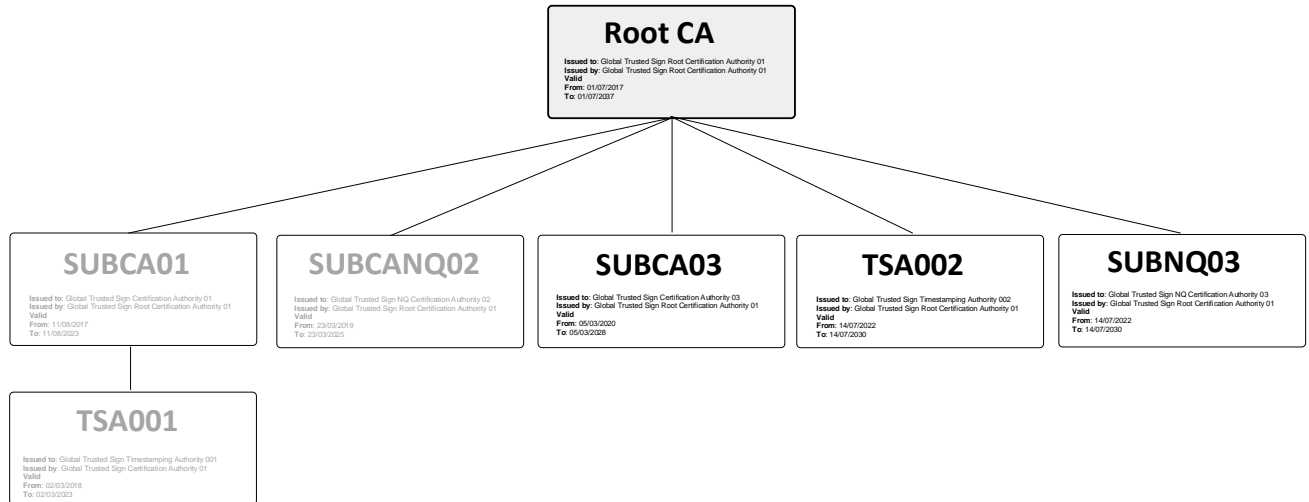 Root CA
Issued to: Global Trusted Sign Root Certification Authority 01
Issued by: Global Trusted Sign Root Certification Authority 01
Valid
From: 01/07/2017
To: 01/07/2037
SUBCA01
Issued to: Global Trusted Sign Certification Authority 01
Issued by: Global Trusted Sign Root Certification Authority 01
Valid
From: 11/08/2017
To: 11/08/2023
SUBCANQ02
Issued to: Global Trusted Sign NQ Certification Authority 02
Issued by: Global Trusted Sign Root Certification Authority 01
Valid
From: 23/03/2019
To: 23/03/2025
SUBCA03
Issued to: Global Trusted Sign Certification Authority 03
Issued by: Global Trusted Sign Root Certification Authority 01
Valid
From: 05/03/2020
To: 05/03/2028
TSA002
Issued to: Global Trusted Sign Timestamping Authority 002
Issued by: Global Trusted Sign Root Certification Authority 01
Valid
From: 14/07/2022
To: 14/07/2030
SUBNQ03
Issued to: Global Trusted Sign NQ Certification Authority 03
Issued by: Global Trusted Sign Root Certification Authority 01
Valid
From: 14/07/2022
To: 14/07/2030
TSA001
Issued to: Global Trusted Sign Timestamping Authority 001
Issued by: Global Trusted Sign Certification Authority 01
Valid
From: 02/03/2018
To: 02/03/2023